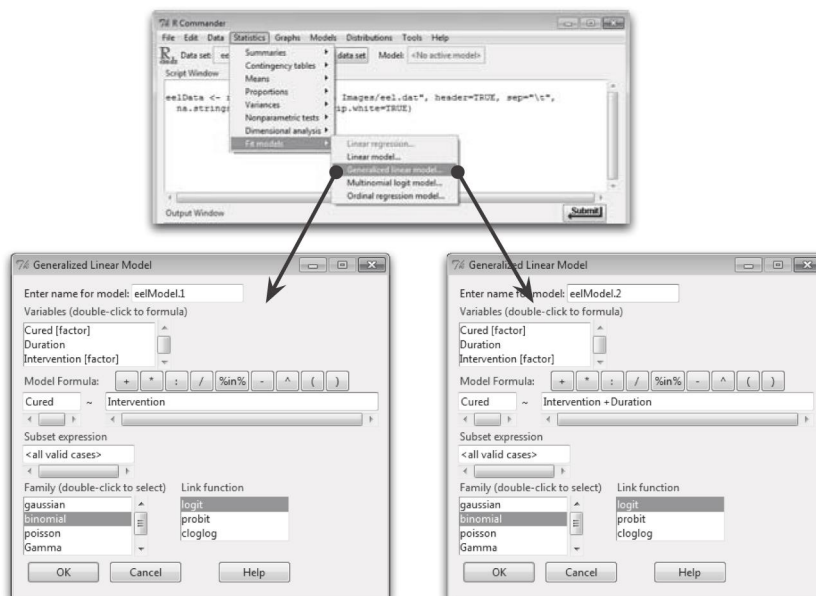 R Commander
File Edit Data Statistics Graphs Models Distributions Tools Help
Data set: data set Model: <No active model>
Script Window
Summaries
Contingency tables
Means
Proportions
Variances
Nonparametric tests
Dimensional analysis
Fit models
eelData <- Images/eel.dat", header=TRUE, sep="\t",
na.strings ip.white=TRUE)
Linear regression...
Linear model...
Generalized linear model...
Multinomial logit model...
Ordinal regression model...
Output Window
Submit
Generalized Linear Model
Enter name for model: eelModel.1
Variables (double-click to formula)
Cured [factor]
Duration
Intervention [factor]
Model Formula: + * : / %in% - ^ ( )
Cured ~ Intervention
Subset expression
<all valid cases>
Family (double-click to select) Link function
gaussian logit
binomial probit
poisson cloglog
Gamma
OK Cancel Help
Generalized Linear Model
Enter name for model: eelModel.2
Variables (double-click to formula)
Cured [factor]
Duration
Intervention [factor]
Model Formula: + * : / %in% - ^ ( )
Cured ~ Intervention +Duration
Subset expression
<all valid cases>
Family (double-click to select) Link function
gaussian logit
binomial probit
poisson cloglog
Gamma
OK Cancel Help